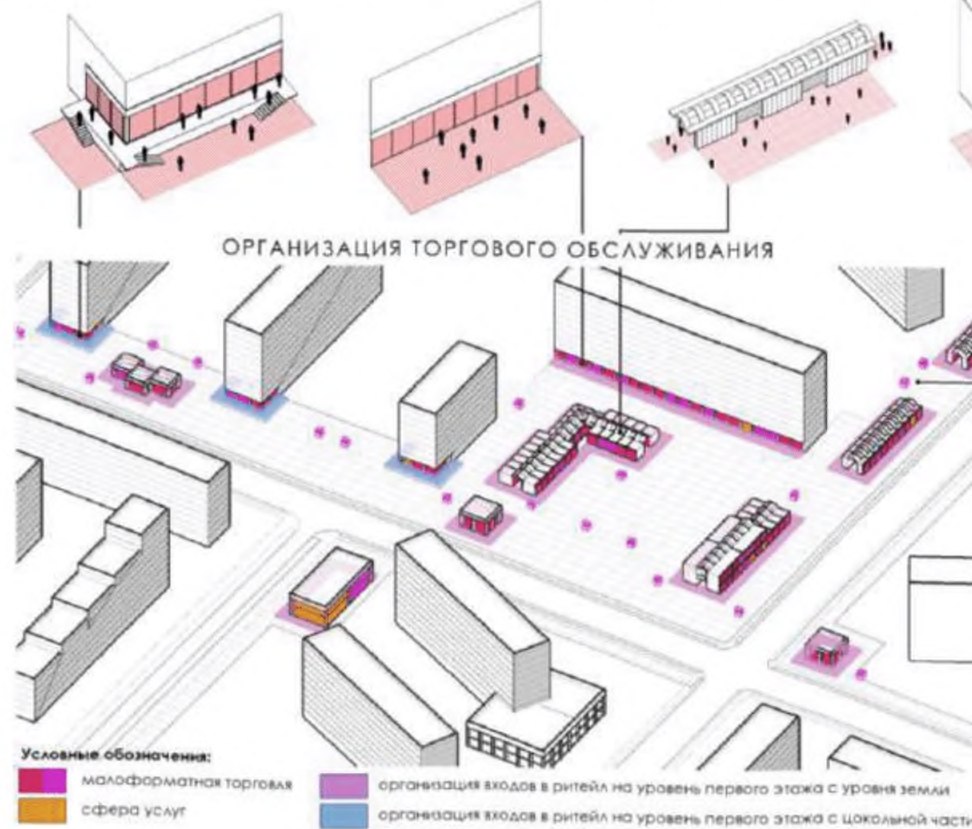 ОРГАНИЗАЦИЯ ТОРГОВОГО ОБСЛУЖИВАНИЯ
Условные обозначения:
малоформатная торговля
сфера услуг
организация входов в ритейл на уровень первого этажа с уровня земли
организация входов в ритейл на уровень первого этажа с цокольной части